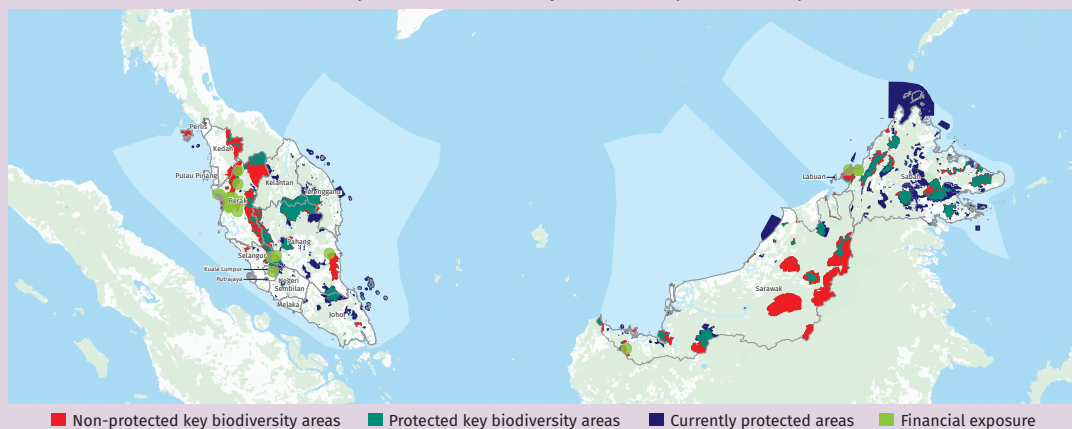 Perlis
Kedah
Pulau Pinang
Kelantan
Terengganu
Perak
Pahang
Selangor
Kuala Lumpur
Putrajaya
Negeri
Sembilan
Melaka
Johor
Labuan
Sabah
Sarawak
Non-protected key biodiversity areas
Protected key biodiversity areas
Currently protected areas
Financial exposure